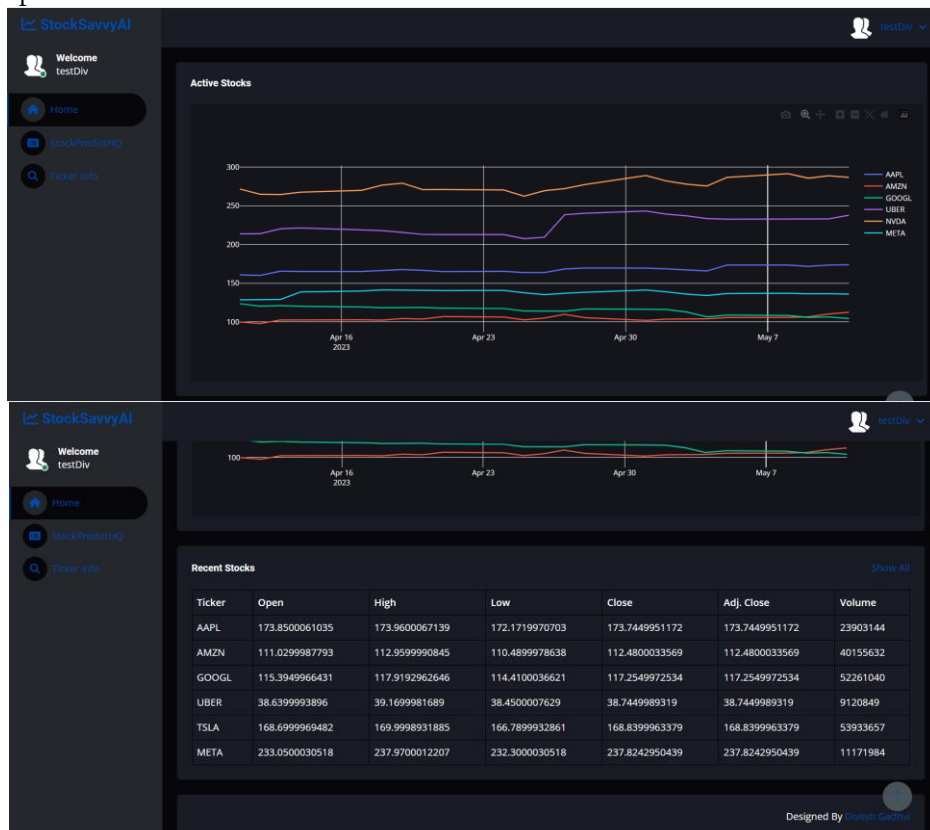 StockSavvyAI
testDiv
Welcome
testDiv
Home
StockPredictHQ
Ticker Info
Active Stocks
300
250
200
150
100
Apr 16
2023
Apr 23
Apr 30
May 7
AAPL
AMZN
GOOGL
UBER
NVDA
META
StockSavvyAI
testDiv
Welcome
testDiv
Home
StockPredictHQ
Ticker Info
100
Apr 16
2023
Apr 23
Apr 30
May 7
Recent Stocks
Show All
Ticker Open High Low Close Adj. Close Volume
AAPL 173.8500061035 173.9600067139 172.1719970703 173.7449951172 173.7449951172 23903144
AMZN 111.0299987793 112.9599990845 110.4899978638 112.4800033569 112.4800033569 40155632
GOOGL 115.3949966431 117.9192962646 114.4100036621 117.2549972534 117.2549972534 52261040
UBER 38.6399993896 39.1699981689 38.4500007629 38.7449989319 38.7449989319 9120849
TSLA 168.6999969482 169.9998931885 166.7899932861 168.8399963379 168.8399963379 53933657
META 233.0500030518 237.9700012207 232.3000030518 237.8242950439 237.8242950439 11171984
Designed By Divesh Gadhvi